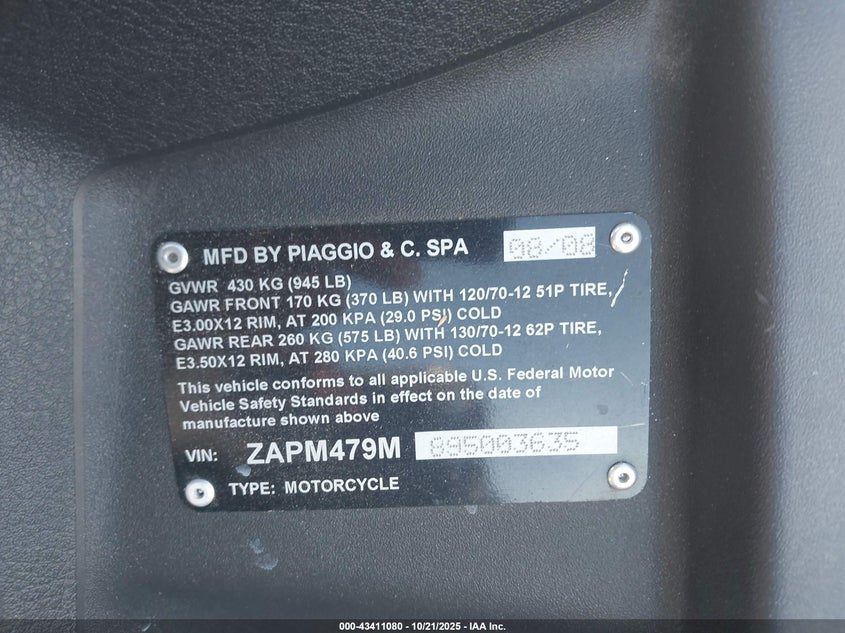 MFD BY PIAGGIO & C. SPA 08/08
GVWR 430 KG (945 LB)
GAWR FRONT 170 KG (370 LB) WITH 120/70-12 51P TIRE,
E3.00X12 RIM, AT 200 KPA (29.0 PSI) COLD
GAWR REAR 260 KG (575 LB) WITH 130/70-12 62P TIRE,
E3.50X12 RIM, AT 280 KPA (40.6 PSI) COLD
This vehicle conforms to all applicable U.S. Federal Motor
Vehicle Safety Standards in effect on the date of
manufacture shown above
VIN: ZAPM479M 895003635
TYPE: MOTORCYCLE
000-43411080 - 10/21/2025 - IAA Inc.